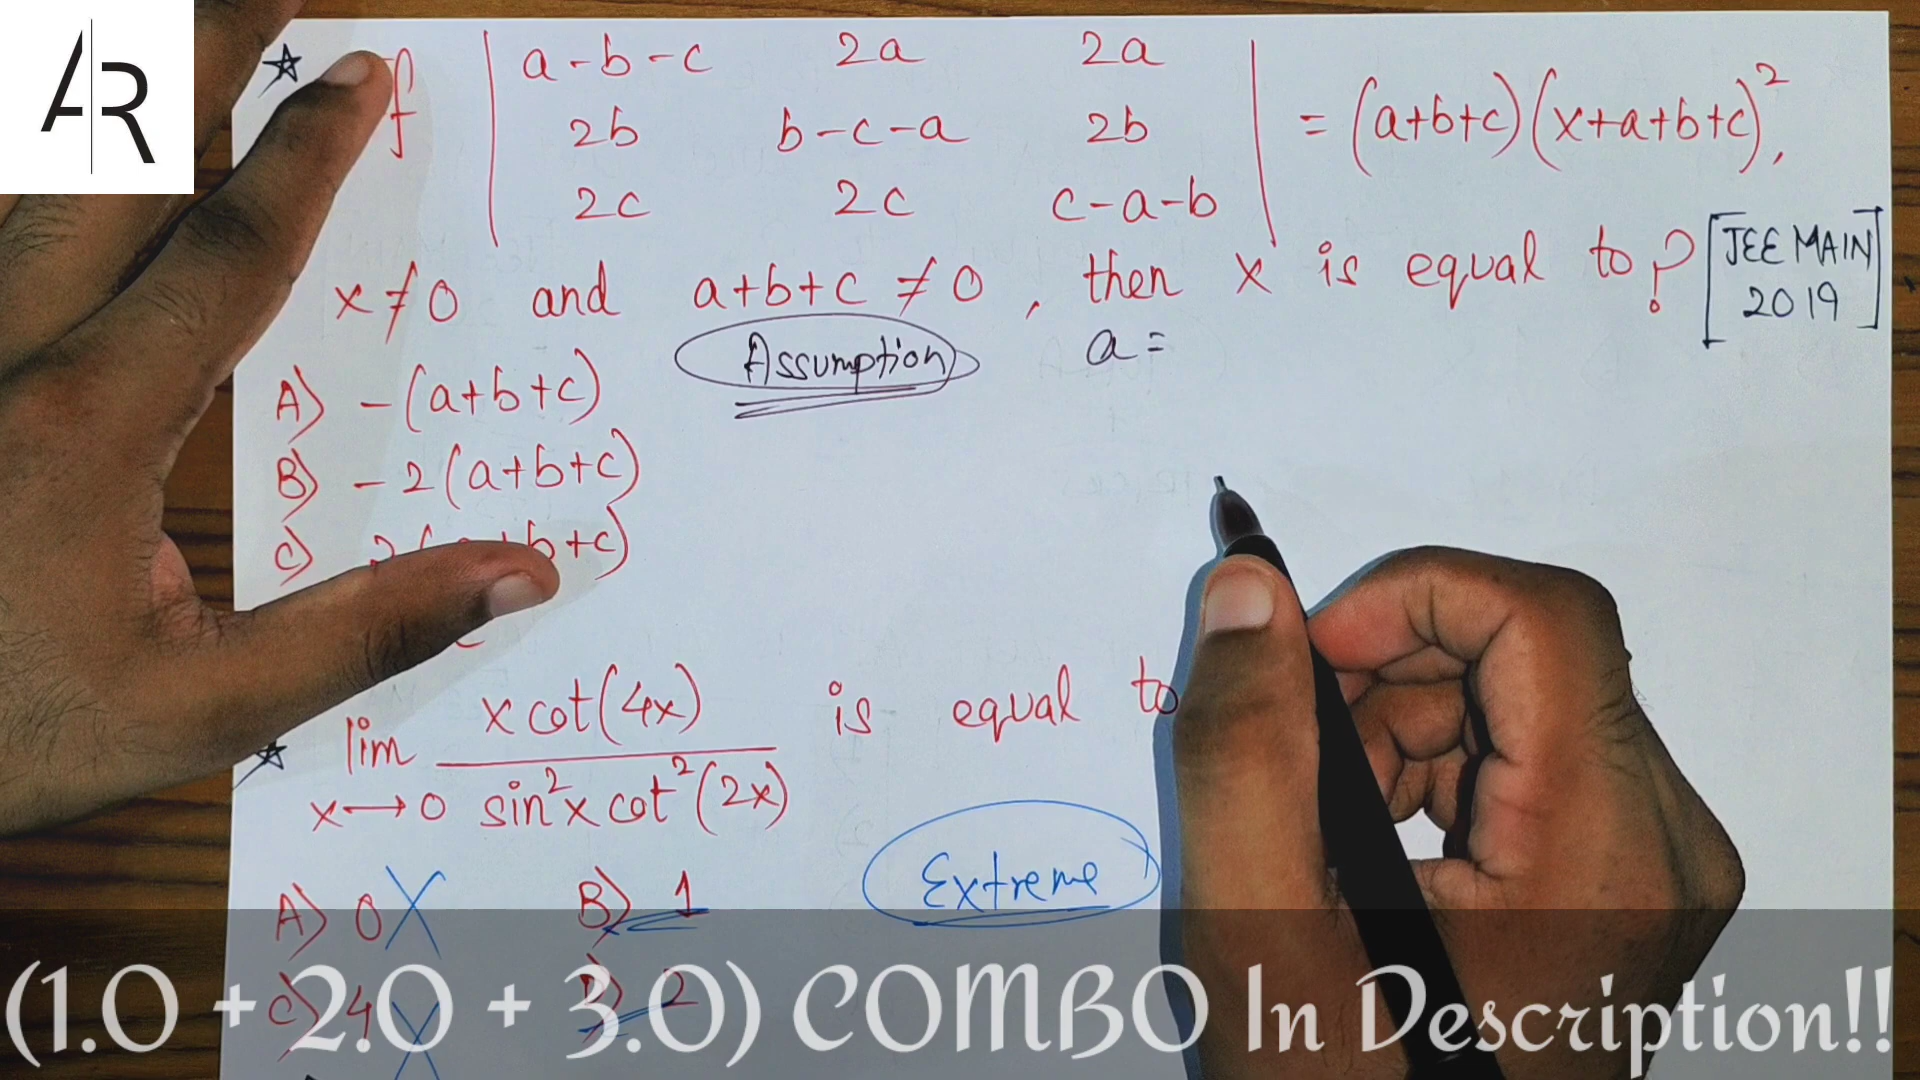 AR
f | a-b-c 2a 2a |
| 2b b-c-a 2b | = (a+b+c)(x+a+b+c)²,
| 2c 2c c-a-b |
x≠0 and a+b+c ≠ 0, then x is equal to? [JEE MAIN 2019]
Assumption a =
A) -(a+b+c)
B) -2(a+b+c)
C) b+c)
lim x→0 x cot(4x) / sin²x cot²(2x) is equal to
Extreme
A) 0 B) 1
C) 4 D) 2
(1.0 + 2.0 + 3.0) COMBO In Description!!